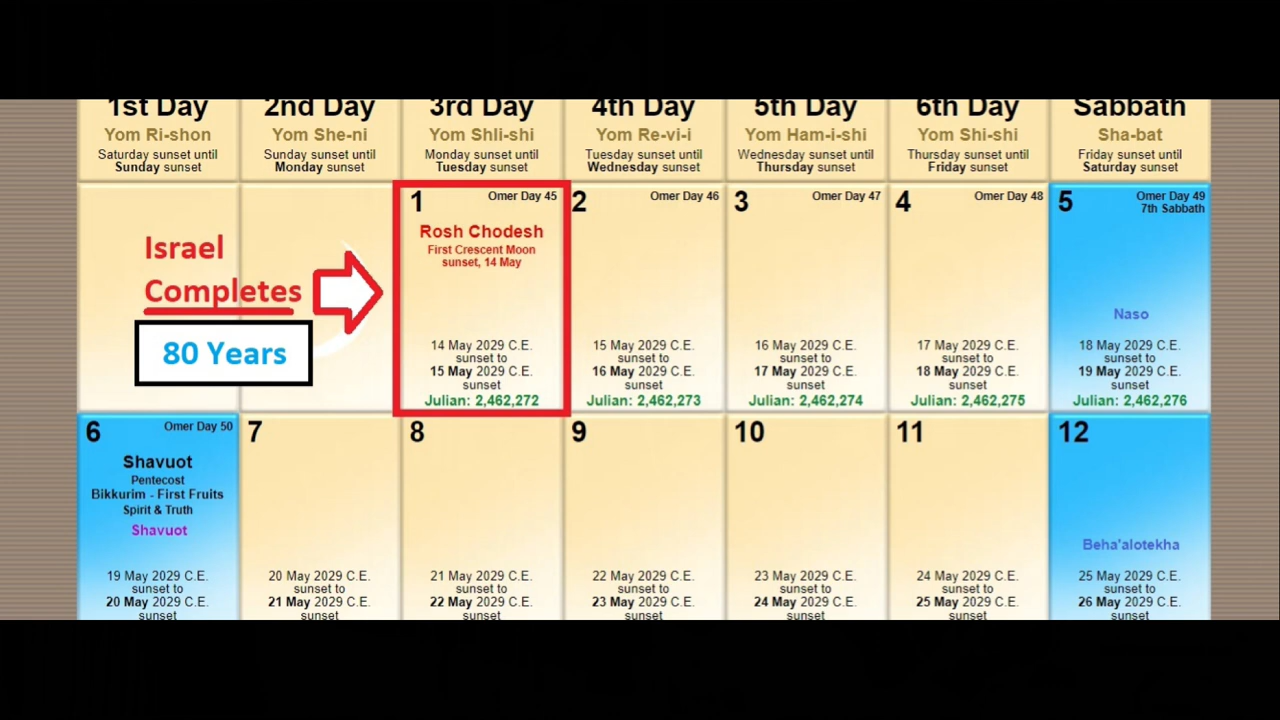 1st Day
Yom Ri-shon
Saturday sunset until
Sunday sunset
2nd Day
Yom She-ni
Sunday sunset until
Monday sunset
3rd Day
Yom Shli-shi
Monday sunset until
Tuesday sunset
4th Day
Yom Re-vi-i
Tuesday sunset until
Wednesday sunset
5th Day
Yom Ham-i-shi
Wednesday sunset until
Thursday sunset
6th Day
Yom Shi-shi
Thursday sunset until
Friday sunset
Sabbath
Sha-bat
Friday sunset until
Saturday sunset
Israel
Completes
80 Years
1
Omer Day 45
Rosh Chodesh
First Crescent Moon
sunset, 14 May
14 May 2029 C.E.
sunset to
15 May 2029 C.E.
sunset
Julian: 2,462,272
2
Omer Day 46
15 May 2029 C.E.
sunset to
16 May 2029 C.E.
sunset
Julian: 2,462,273
3
Omer Day 47
16 May 2029 C.E.
sunset to
17 May 2029 C.E.
sunset
Julian: 2,462,274
4
Omer Day 48
17 May 2029 C.E.
sunset to
18 May 2029 C.E.
sunset
Julian: 2,462,275
5
Omer Day 49
7th Sabbath
Naso
18 May 2029 C.E.
sunset to
19 May 2029 C.E.
sunset
Julian: 2,462,276
6
Omer Day 50
Shavuot
Pentecost
Bikkurim - First Fruits
Spirit & Truth
Shavuot
19 May 2029 C.E.
sunset to
20 May 2029 C.E.
sunset
7
20 May 2029 C.E.
sunset to
21 May 2029 C.E.
sunset
8
21 May 2029 C.E.
sunset to
22 May 2029 C.E.
sunset
9
22 May 2029 C.E.
sunset to
23 May 2029 C.E.
sunset
10
23 May 2029 C.E.
sunset to
24 May 2029 C.E.
sunset
11
24 May 2029 C.E.
sunset to
25 May 2029 C.E.
sunset
12
Beha'alotekha
25 May 2029 C.E.
sunset to
26 May 2029 C.E.
sunset